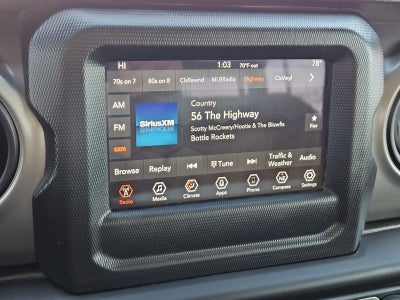 HI 1:03 70°F out 78°
70s on 7 80s on 8 ClsRewnd MLBRadio Highway ClsVinyl
AM
FM
SXM
SiriusXM
Country
56 The Highway
Scotty McCreery/Hootie & The Blowfis
Bottle Rockets
Fav
Browse Replay Tune Traffic & Weather Audio
Radio Media Climate Apps Phone Compass Settings